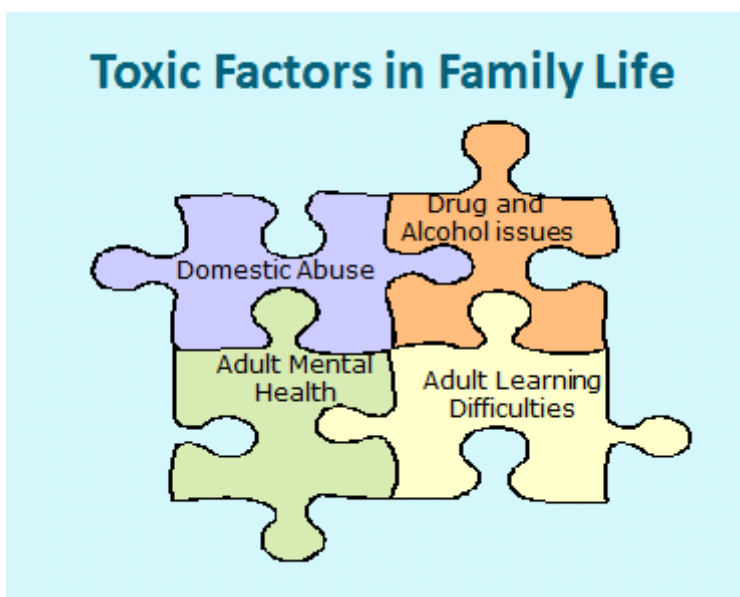 Toxic Factors in Family Life
Domestic Abuse
Drug and
Alcohol issues
Adult Mental
Health
Adult Learning
Difficulties